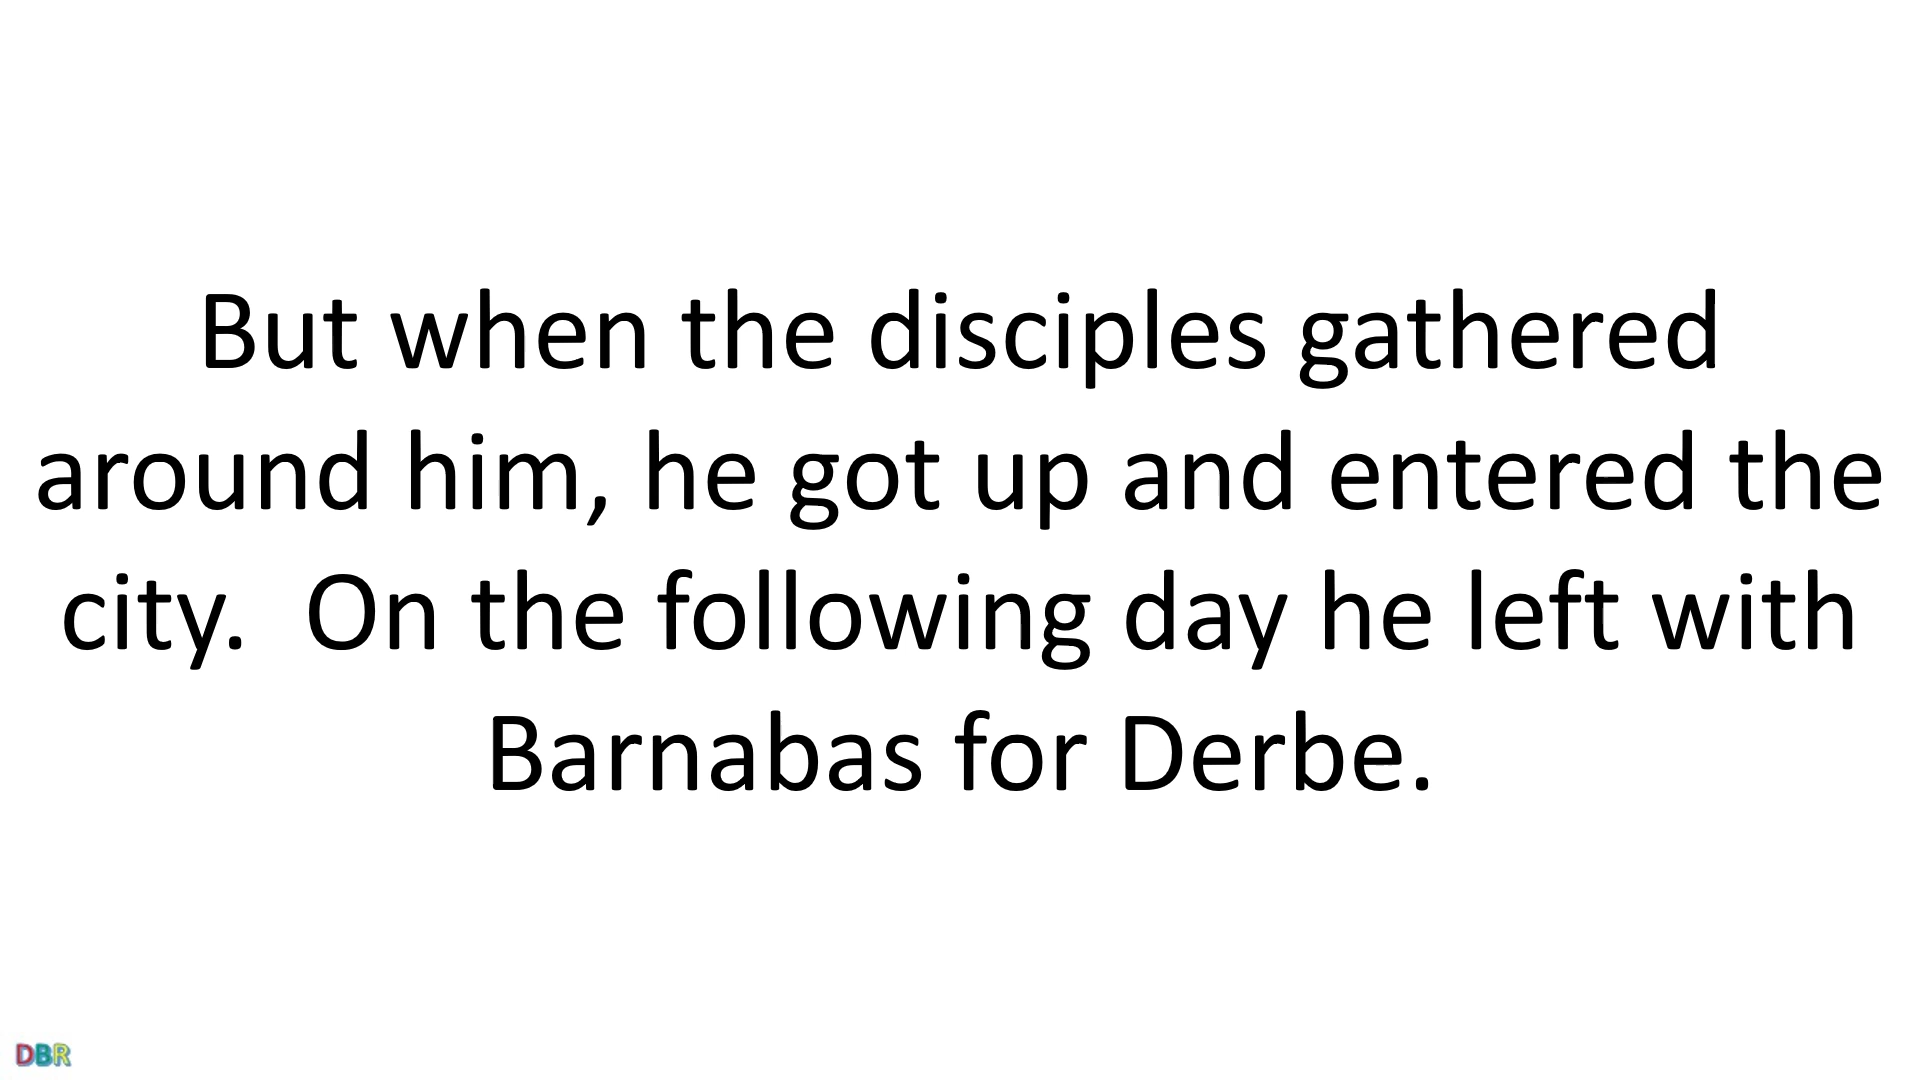 But when the disciples gathered
around him, he got up and entered the
city.  On the following day he left with
Barnabas for Derbe.
DBR